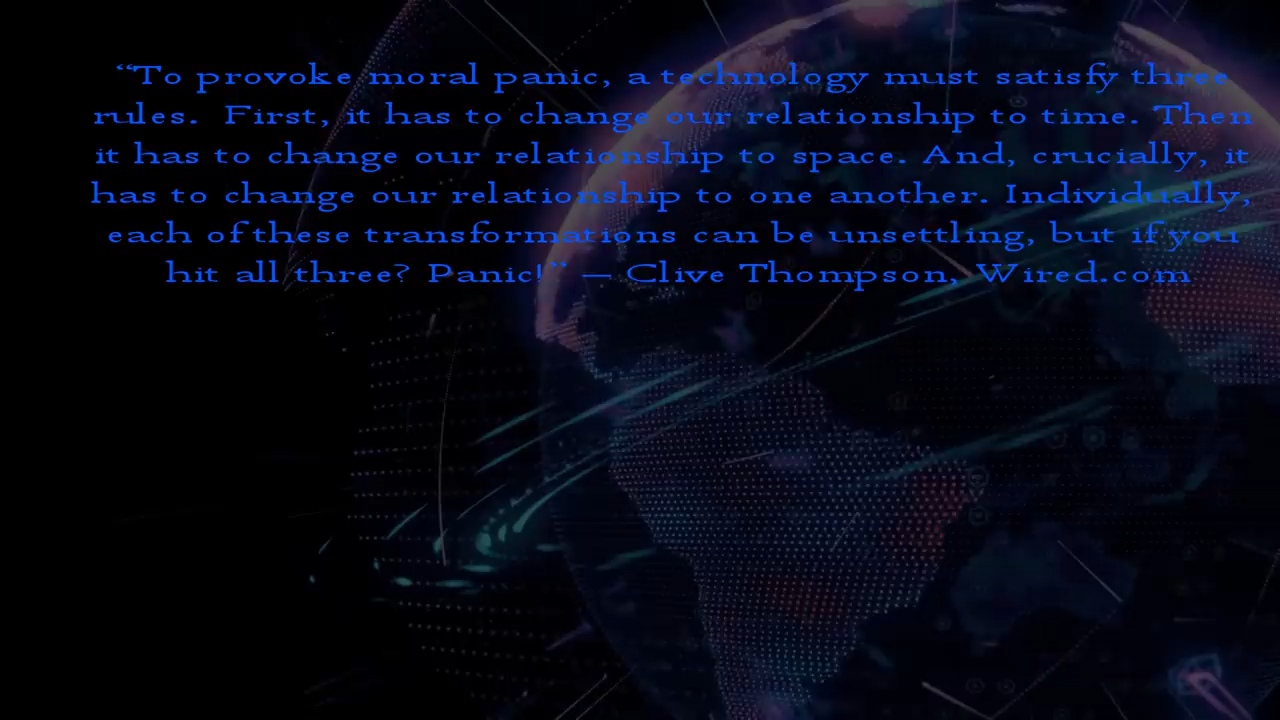 “To provoke moral panic, a technology must satisfy three
rules.  First, it has to change our relationship to time. Then
it has to change our relationship to space. And, crucially, it
has to change our relationship to one another. Individually,
each of these transformations can be unsettling, but if you
hit all three? Panic!” — Clive Thompson, Wired.com